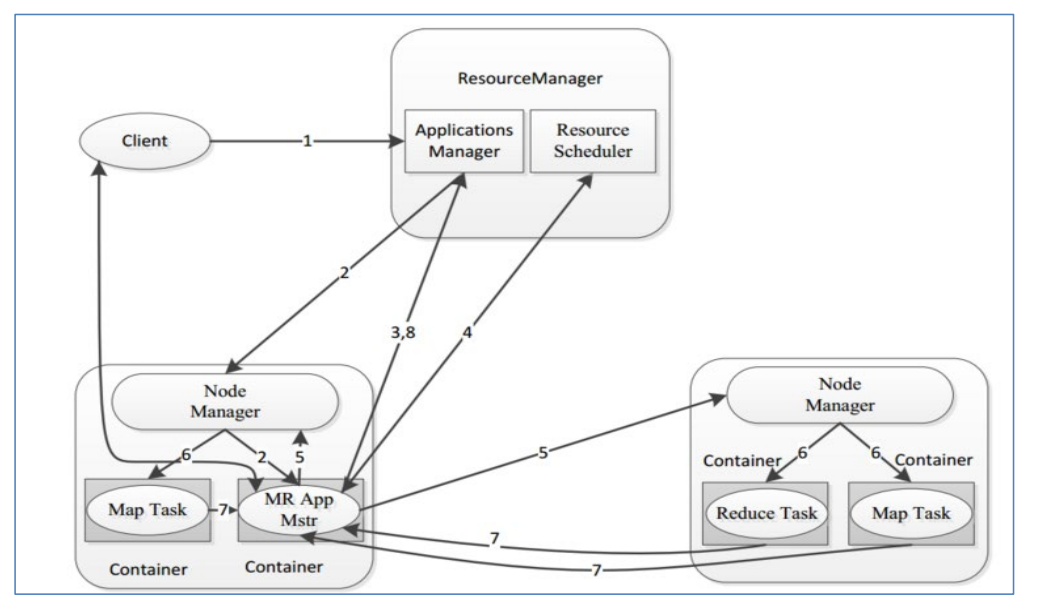 ResourceManager
Client
1
Applications
Manager
Resource
Scheduler
2
3,8
4
Node
Manager
6
2
5
Map Task
7
MR App
Mstr
Container
Container
5
Node
Manager
Container
6
6
Container
Reduce Task
Map Task
7
7